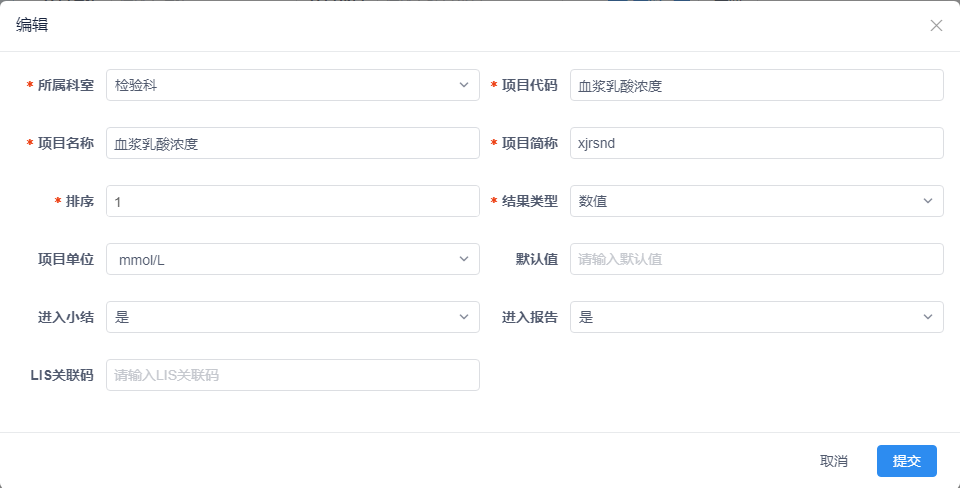 编辑
* 所属科室 检验科 * 项目代码 血浆乳酸浓度
* 项目名称 血浆乳酸浓度 * 项目简称 xjrsnd
* 排序 1 * 结果类型 数值
项目单位 mmol/L 默认值 请输入默认值
进入小结 是 进入报告 是
LIS关联码 请输入LIS关联码
取消 提交